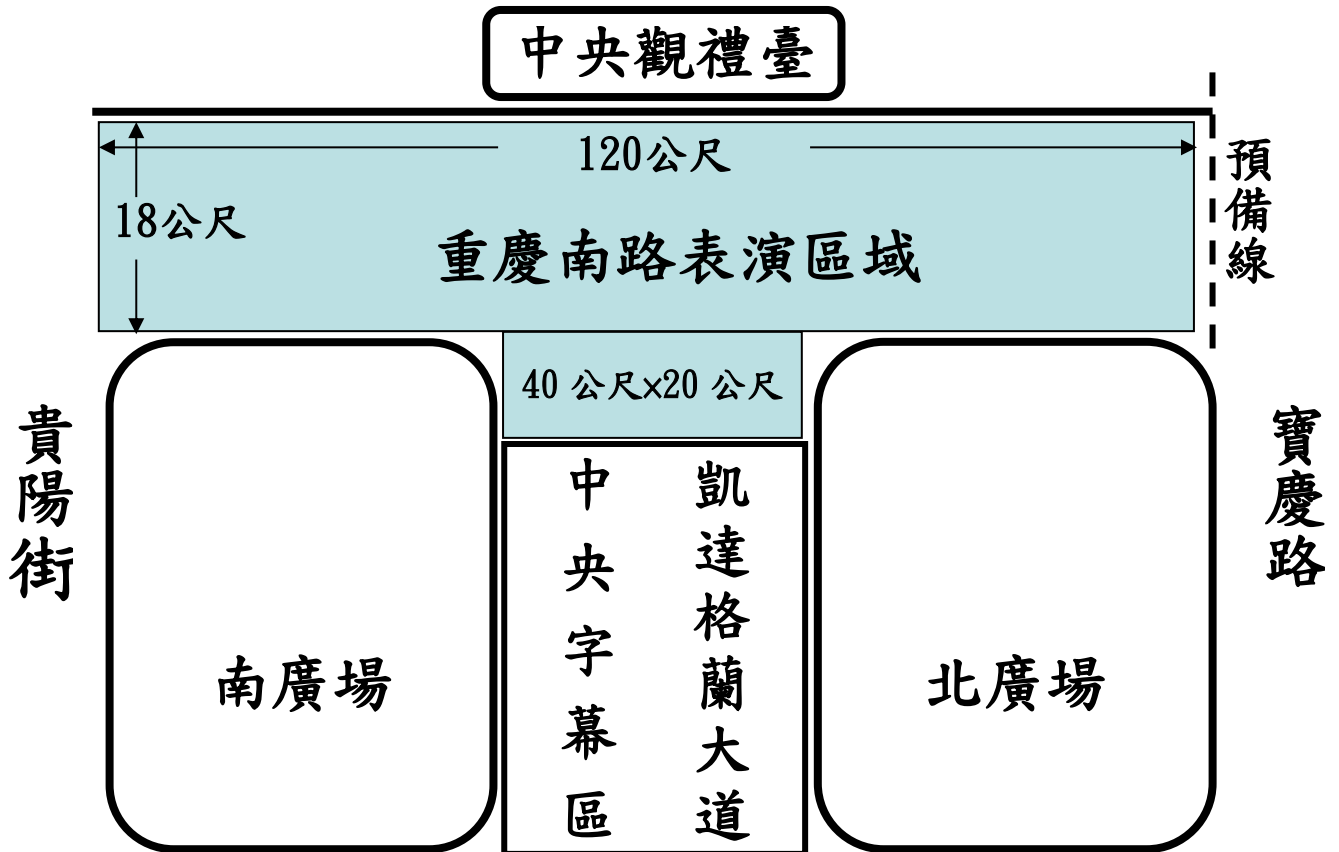 中央觀禮臺
120公尺
18公尺
重慶南路表演區域
預備線
40 公尺×20 公尺
貴陽街
南廣場
中央字幕區
凱達格蘭大道
北廣場
寶慶路